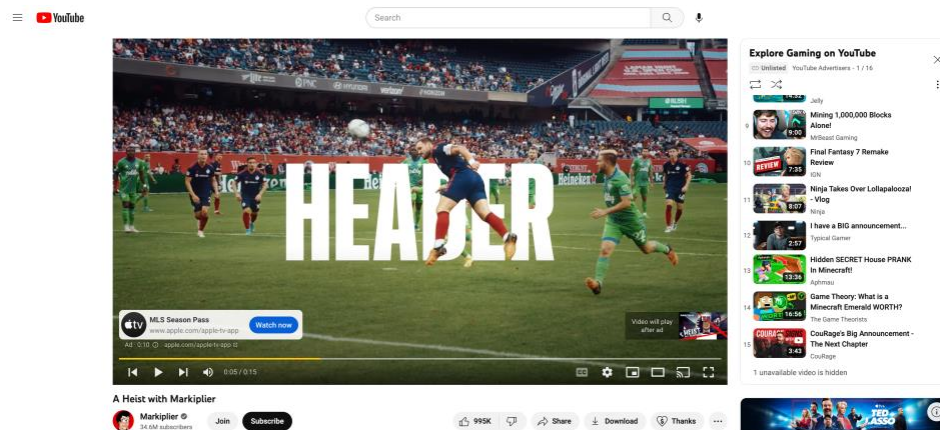 YouTube
Search
HEADER
Heineken
HYUNDAI
verizon
MLS Season Pass
www.apple.com/apple-tv-app
Watch now
tv
Ad · 0:10
apple.com/apple-tv-app
Video will play
after ad
0:05 / 0:15
A Heist with Markiplier
Markiplier
34.6M subscribers
Join
Subscribe
995K
Share
Download
Thanks
Explore Gaming on YouTube
Unlisted
YouTube Advertisers - 1 / 16
Jelly
9
Mining 1,000,000 Blocks
Alone!
MrBeast Gaming
9:00
10
Final Fantasy 7 Remake
Review
IGN
REVIEW
7:35
11
Ninja Takes Over Lollapalooza!
- Vlog
Ninja
8:07
12
I have a BIG announcement...
Typical Gamer
2:57
13
Hidden SECRET House PRANK
In Minecraft!
Aphmau
13:36
14
Game Theory: What is a
Minecraft Emerald WORTH?
The Game Theorists
16:56
15
CouRage's Big Announcement -
The Next Chapter
CouRage
3:43
1 unavailable video is hidden
TED
LASSO